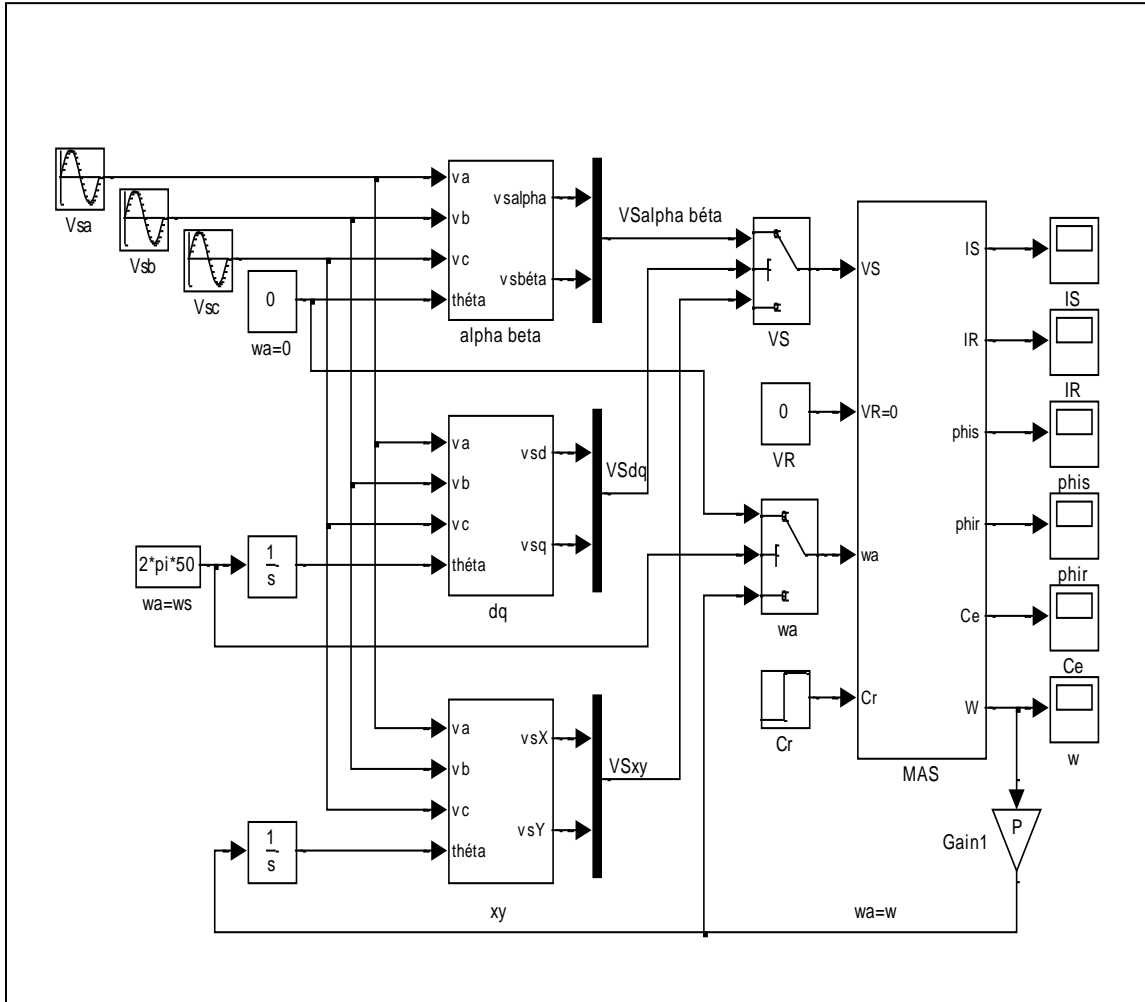 Vsa
Vsb
Vsc
0
wa=0
va
vb
vc
théta
vsalpha
vsbéta
alpha beta
VSalpha béta
VS
VS
0
VR
VR=0
va
vb
vc
théta
vsd
vsq
dq
VSdq
2*pi*50
wa=ws
1
s
wa
wa
Cr
Cr
MAS
IS
IS
IR
IR
phis
phis
phir
phir
Ce
Ce
W
w
va
vb
vc
théta
vsX
vsY
xy
VSxy
1
s
P
Gain1
wa=w